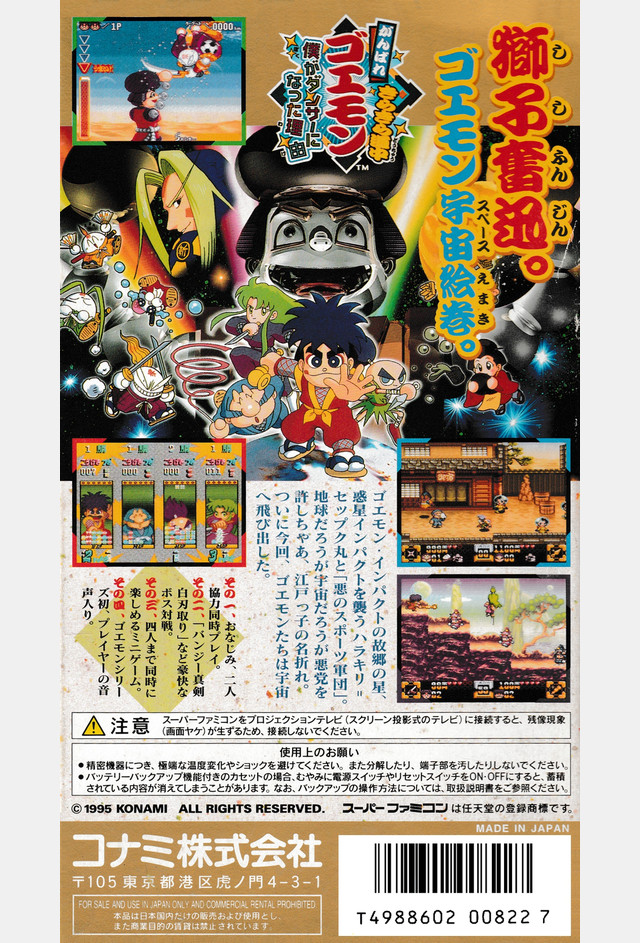 獅子奮迅。
ししふんじん
ゴエモン宇宙絵巻。
スペースえまき
がんばれ
ゴエモン
きらきら道中
どうちゅう
僕がダンサーに
なった理由
TM
1P
0000
ゴエモンインパクトの故郷の星、
惑星インパクトを襲うハラキリ=
セップク丸と「悪のスポーツ軍団」。
地球だろうが宇宙だろうが悪党を
許しちゃあ、江戸っ子の名折れ。
ついに今回、ゴエモンたちは宇宙
へ飛び出した。
その一、おなじみ、二人
協力同時プレイ。
その二、「バンジー真剣
白刃取り」など豪快な
ボス対戦。
その三、四人まで同時に
楽しめるミニゲーム。
その四、ゴエモンシリー
ズ初、プレイヤーの音
声入り。
注意
スーパーファミコンをプロジェクションテレビ(スクリーン投影式のテレビ)に接続すると、残像現象
(画面ヤケ)が生ずるため、接続しないでください。
使用上のお願い
●精密機器につき、極端な温度変化やショックを避けてください。また分解したり、端子部を汚したりしないでください。
●バッテリーバックアップ機能付きのカセットの場合、むやみに電源スイッチやリセットスイッチをON・OFFにすると、蓄積
されている内容が消えてしまうことがあります。なお、バックアップの操作方法については、取扱説明書をご参照ください。
©1995 KONAMI ALL RIGHTS RESERVED. スーパーファミコンは任天堂の登録商標です。
MADE IN JAPAN
コナミ株式会社
〒105 東京都港区虎ノ門4-3-1
FOR SALE AND USE IN JAPAN ONLY AND COMMERCIAL RENTAL PROHIBITED
本品は日本国内だけの販売および使用とし、
また商業目的の賃貸は禁止されています。
T4988602 00822 7